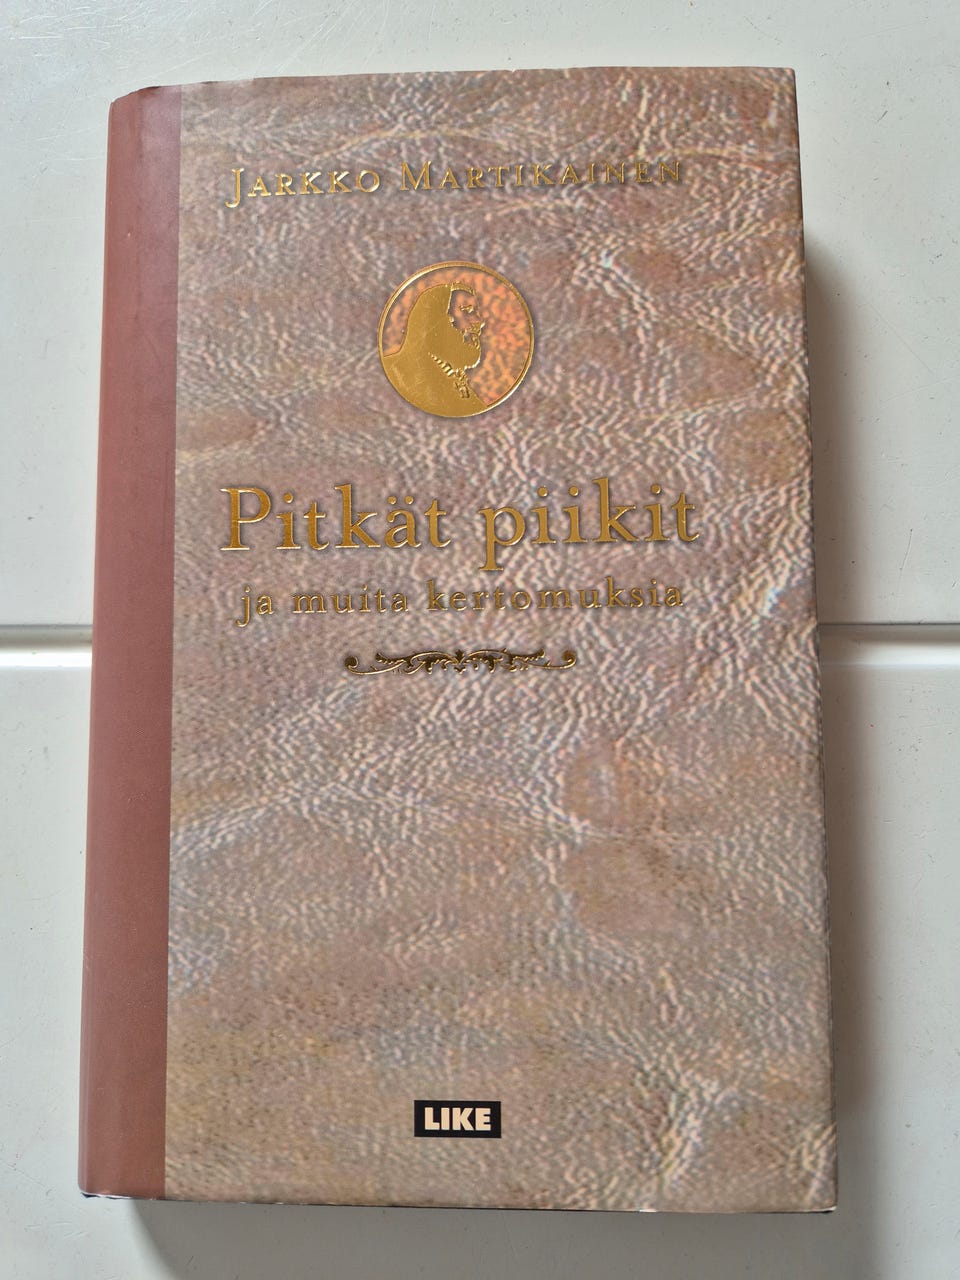 Jarkko Martikainen
Pitkät piikit
ja muita kertomuksia
LIKE